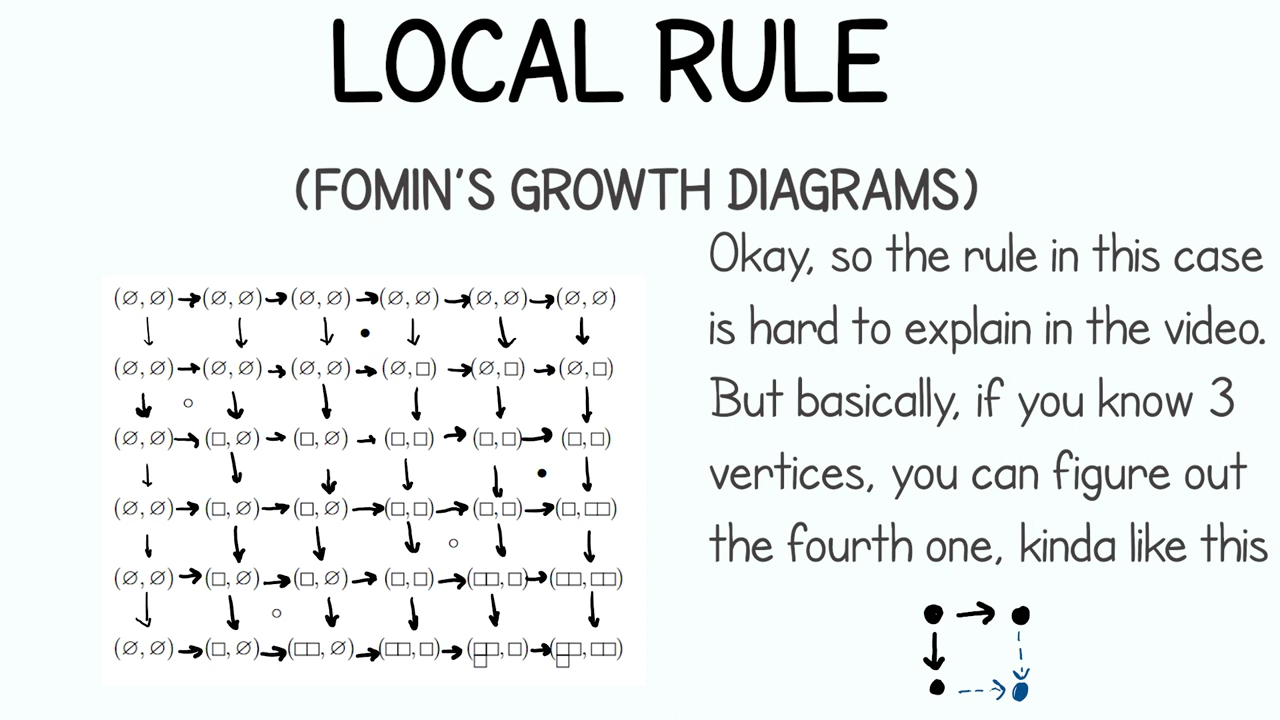 LOCAL RULE
(FOMIN'S GROWTH DIAGRAMS)
Okay, so the rule in this case
is hard to explain in the video.
But basically, if you know 3
vertices, you can figure out
the fourth one, kinda like this
(∅, ∅) → (∅, ∅) → (∅, ∅) → (∅, ∅) → (∅, ∅) → (∅, ∅)
(∅, ∅) → (∅, ∅) → (∅, ∅) → (∅, □) → (∅, □) → (∅, □)
(∅, ∅) → (□, ∅) → (□, ∅) → (□, □) → (□, □) → (□, □)
(∅, ∅) → (□, ∅) → (□, ∅) → (□, □) → (□, □) → (□, □□)
(∅, ∅) → (□, ∅) → (□, ∅) → (□, □) → (□□, □) → (□□, □□)
(∅, ∅) → (□, ∅) → (□□, ∅) → (□□, □) → (□□, □) → (□□, □□)
□ □